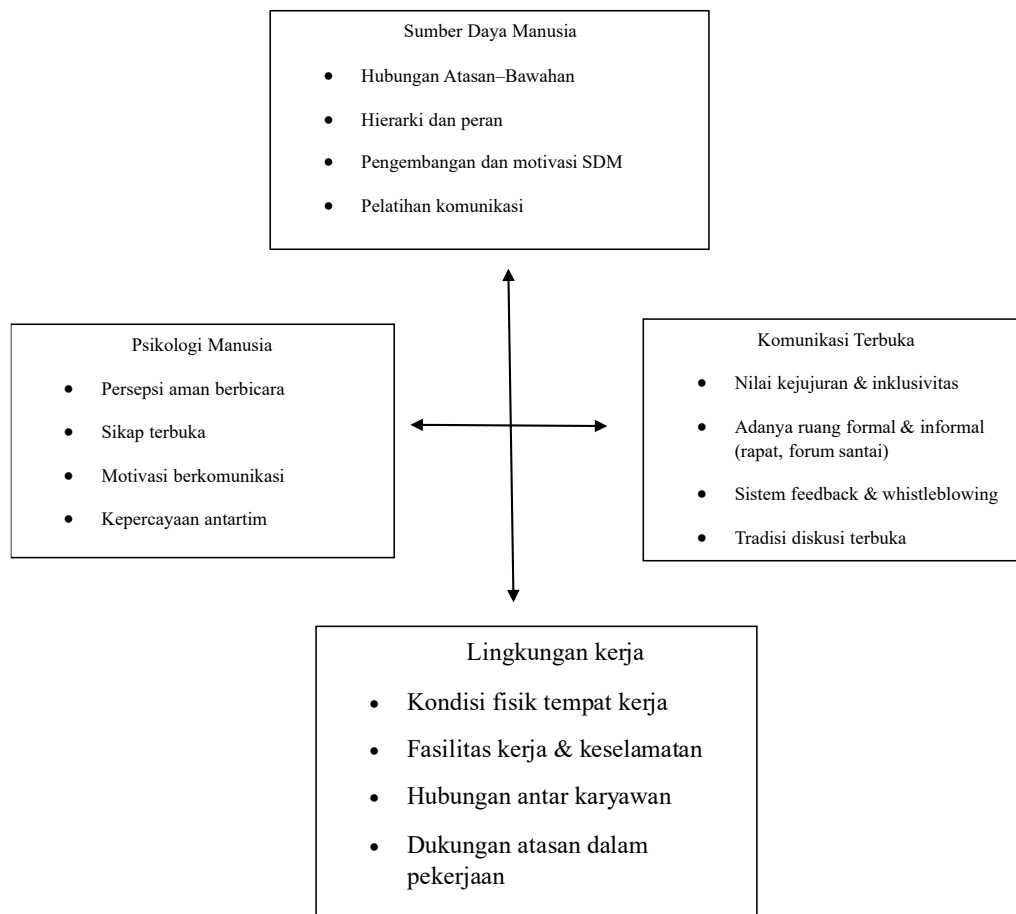 Sumber Daya Manusia
• Hubungan Atasan–Bawahan
• Hierarki dan peran
• Pengembangan dan motivasi SDM
• Pelatihan komunikasi
Psikologi Manusia
• Persepsi aman berbicara
• Sikap terbuka
• Motivasi berkomunikasi
• Kepercayaan antartim
Komunikasi Terbuka
• Nilai kejujuran & inklusivitas
• Adanya ruang formal & informal
(rapat, forum santai)
• Sistem feedback & whistleblowing
• Tradisi diskusi terbuka
Lingkungan kerja
• Kondisi fisik tempat kerja
• Fasilitas kerja & keselamatan
• Hubungan antar karyawan
• Dukungan atasan dalam
pekerjaan